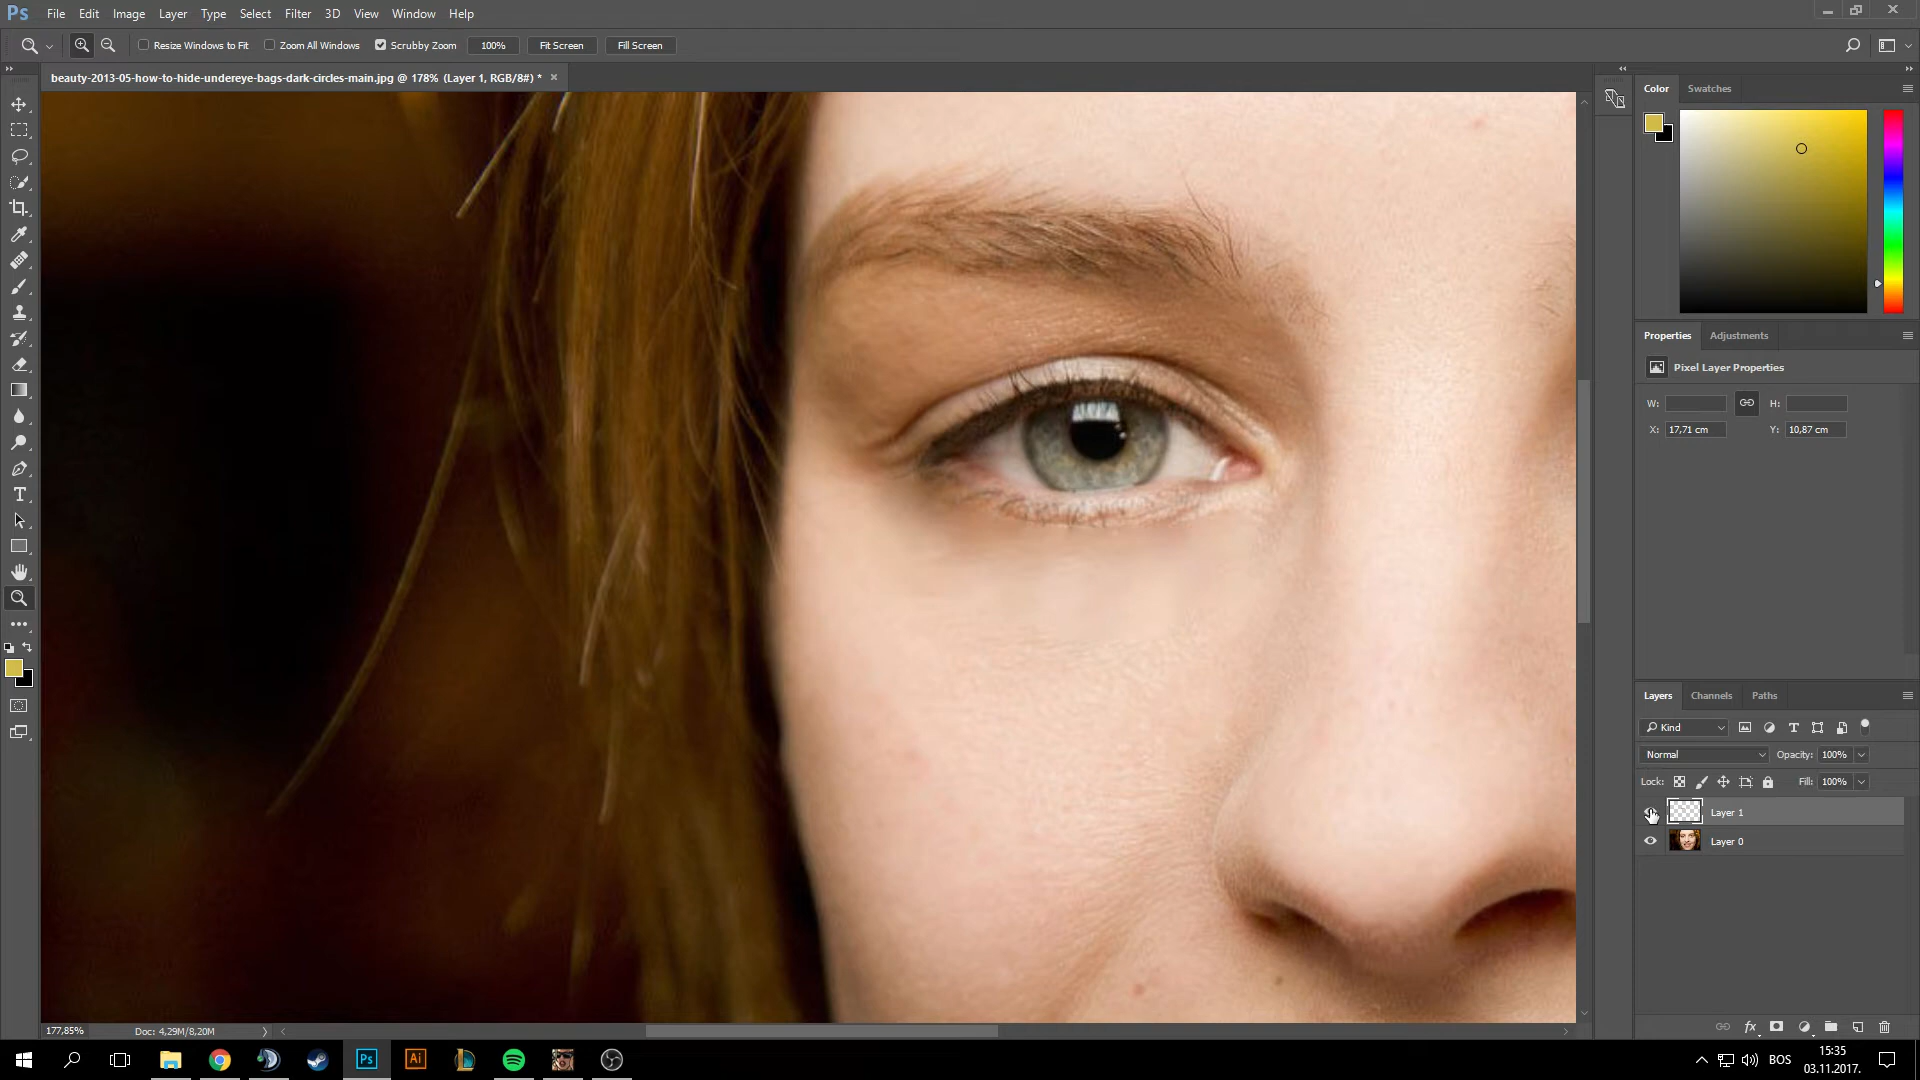 Ps File Edit Image Layer Type Select Filter 3D View Window Help
Resize Windows to Fit Zoom All Windows Scrubby Zoom 100% Fit Screen Fill Screen
beauty-2013-05-how-to-hide-undereye-bags-dark-circles-main.jpg @ 178% (Layer 1, RGB/8#) * ×
Color Swatches
Properties Adjustments
Pixel Layer Properties
W: H:
X: 17,71 cm Y: 10,87 cm
Layers Channels Paths
Kind
Normal Opacity: 100%
Lock: Fill: 100%
Layer 1
Layer 0
177,85% Doc: 4,29M/8,20M
Ps Ai BOS 15:35
03.11.2017.